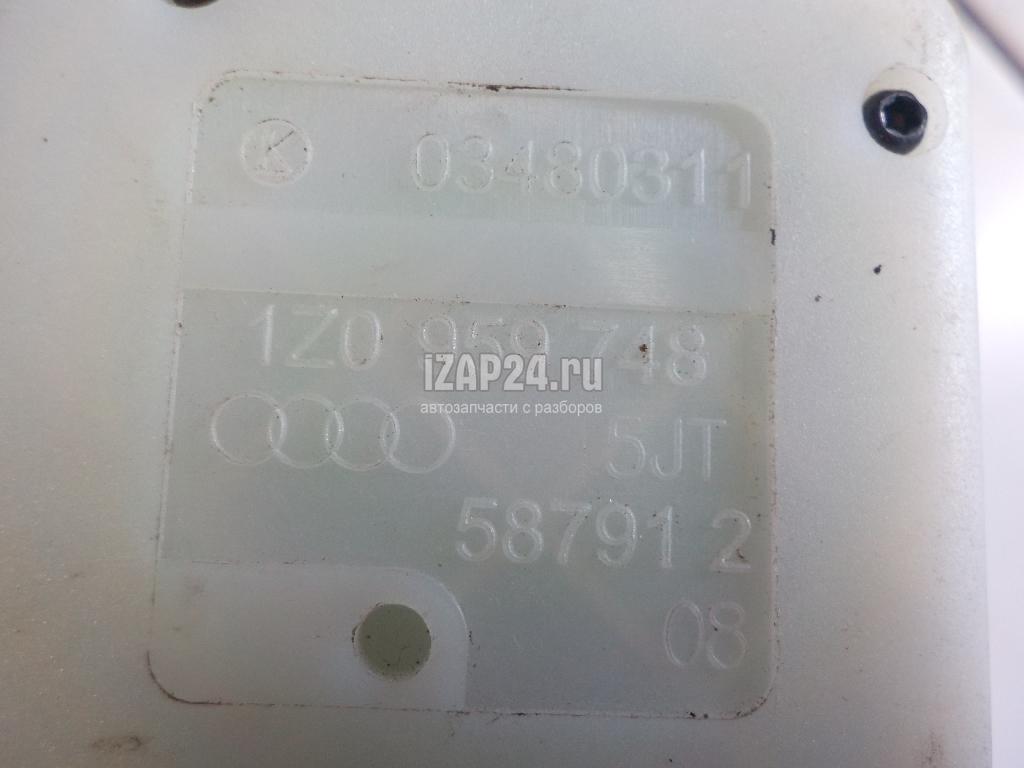 K 03480311
1Z0 959 748
iZAP24.ru
автозапчасти с разборов
5JT
58791 2
08